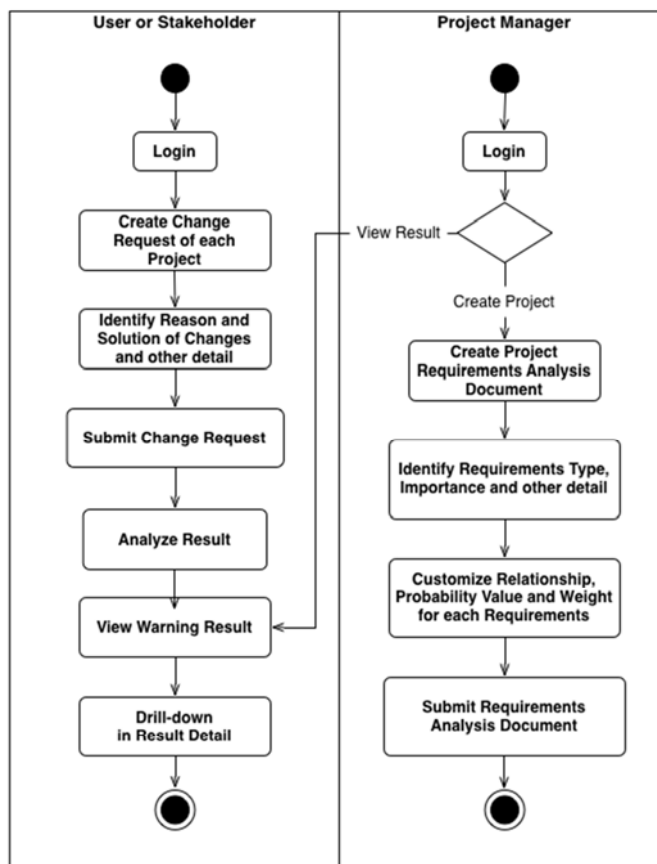 User or Stakeholder
Project Manager
Login
Create Change
Request of each
Project
Identify Reason and
Solution of Changes
and other detail
Submit Change Request
Analyze Result
View Warning Result
Drill-down
in Result Detail
Login
View Result
Create Project
Create Project
Requirements Analysis
Document
Identify Requirements Type,
Importance and other detail
Customize Relationship,
Probability Value and Weight
for each Requirements
Submit Requirements
Analysis Document